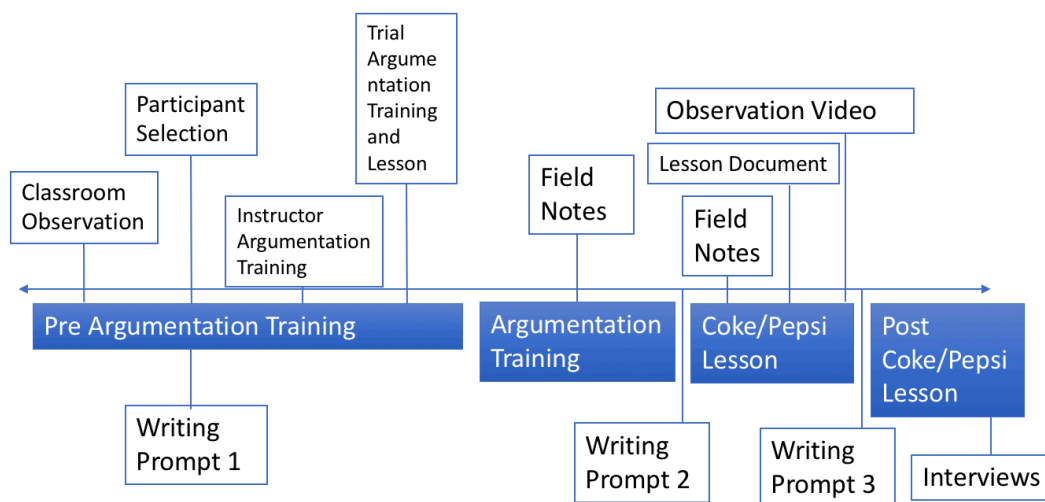 Trial
Argume
ntation
Training
and
Lesson
Participant
Selection
Observation Video
Lesson Document
Classroom
Observation
Field
Notes
Instructor
Argumentation
Training
Field
Notes
Pre Argumentation Training
Argumentation
Training
Coke/Pepsi
Lesson
Post
Coke/Pepsi
Lesson
Writing
Prompt 1
Writing
Prompt 2
Writing
Prompt 3
Interviews